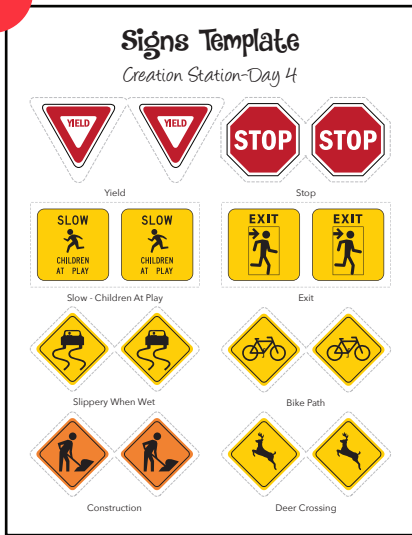 Signs Template
Creation Station-Day 4
YIELD YIELD
STOP STOP
Yield Stop
SLOW SLOW EXIT EXIT
CHILDREN CHILDREN
AT PLAY AT PLAY
Slow - Children At Play Exit
Slippery When Wet Bike Path
Construction Deer Crossing